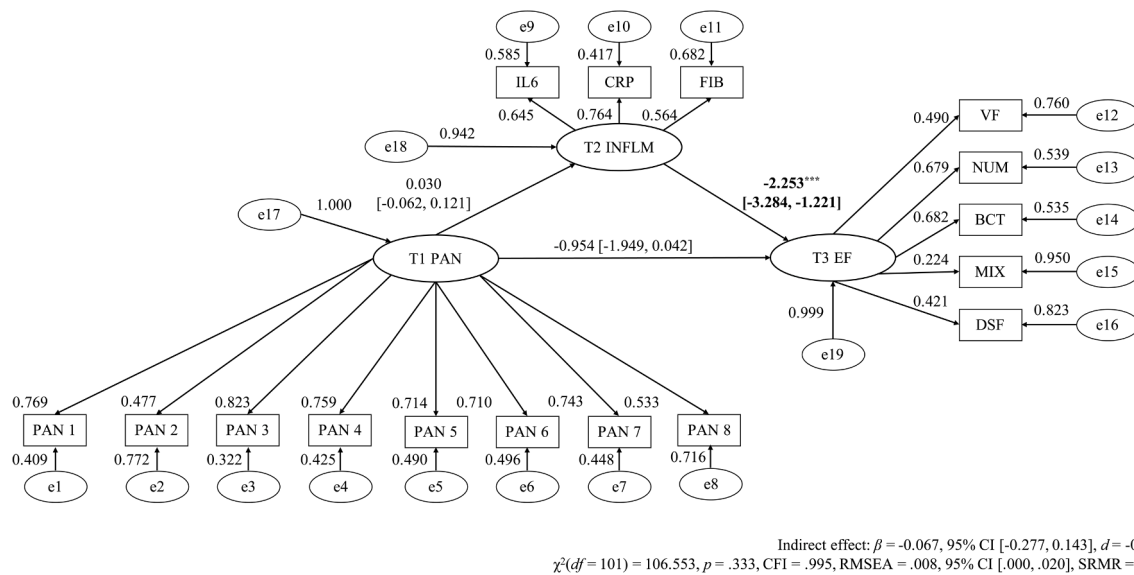 e9 e10 e11
0.585 0.417 0.682
IL6 CRP FIB
0.645 0.764 0.564
e18 0.942 T2 INFLM
0.490 VF 0.760 e12
0.679 NUM 0.539 e13
0.682 BCT 0.535 e14
0.224 MIX 0.950 e15
0.421 DSF 0.823 e16
0.030
[-0.062, 0.121]
-2.253***
[-3.284, -1.221]
e17 1.000
T1 PAN -0.954 [-1.949, 0.042] T3 EF
0.999
e19
0.769 0.477 0.823 0.759 0.714 0.710 0.743 0.533
PAN 1 PAN 2 PAN 3 PAN 4 PAN 5 PAN 6 PAN 7 PAN 8
0.409 0.772 0.322 0.425 0.490 0.496 0.448 0.716
e1 e2 e3 e4 e5 e6 e7 e8
Indirect effect: β = -0.067, 95% CI [-0.277, 0.143], d =
χ²(df = 101) = 106.553, p = .333, CFI = .995, RMSEA = .008, 95% CI [.000, .020], SRMR =